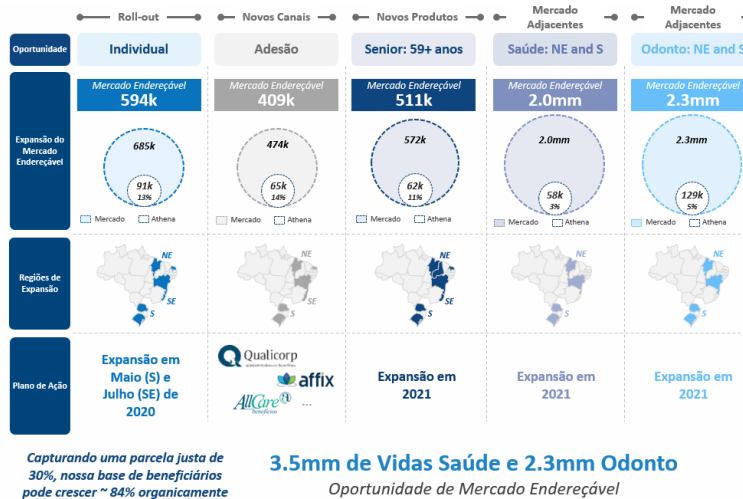 Roll-out
Novos Canais
Novos Produtos
Mercado
Adjacentes
Mercado
Adjacentes
Oportunidade
Individual
Adesão
Senior: 59+ anos
Saúde: NE and S
Odonto: NE and S
Expansão do
Mercado
Endereçável
Mercado Endereçável
594k
685k
91k
13%
Mercado
Athena
Mercado Endereçável
409k
474k
65k
14%
Mercado
Athena
Mercado Endereçável
511k
572k
62k
11%
Mercado
Athena
Mercado Endereçável
2.0mm
2.0mm
58k
3%
Mercado
Athena
Mercado Endereçável
2.3mm
2.3mm
129k
5%
Mercado
Athena
Regiões de
Expansão
NE
SE
S
NE
SE
S
NE
SE
S
NE
S
NE
S
Plano de Ação
Expansão em
Maio (S) e
Julho (SE) de
2020
Qualicorp
affix
AllCare
benefícios
...
Expansão em
2021
Expansão em
2021
Expansão em
2021
Capturando uma parcela justa de
30%, nossa base de beneficiários
pode crescer ~ 84% organicamente
3.5mm de Vidas Saúde e 2.3mm Odonto
Oportunidade de Mercado Endereçável